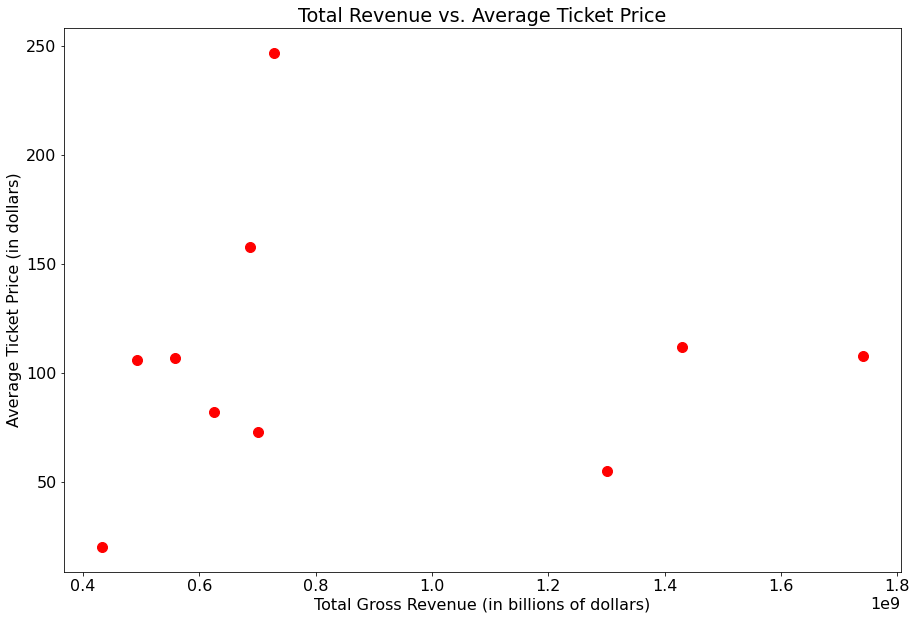 Total Revenue vs. Average Ticket Price
250
200
150
100
50
Average Ticket Price (in dollars)
0.4 0.6 0.8 1.0 1.2 1.4 1.6 1.8
1e9
Total Gross Revenue (in billions of dollars)